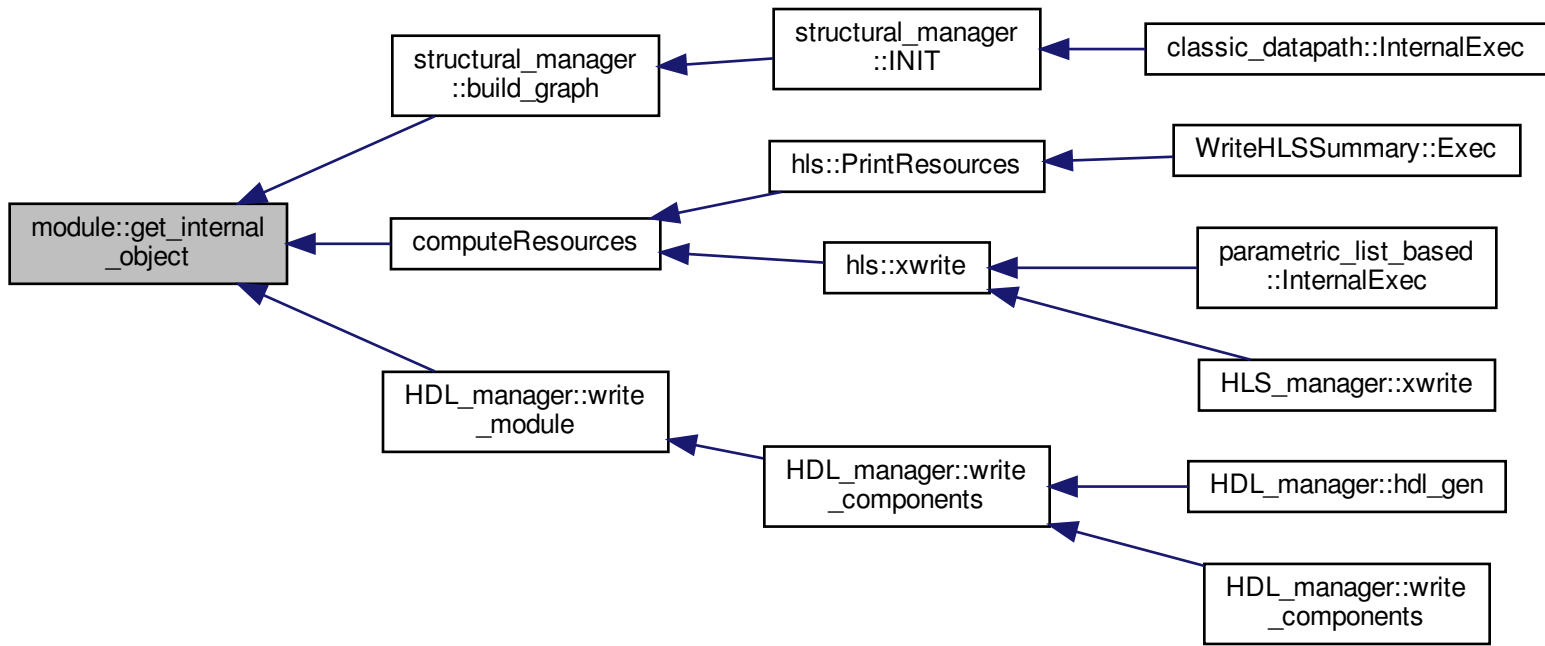 module::get_internal
_object
structural_manager
::build_graph
structural_manager
::INIT
classic_datapath::InternalExec
computeResources
hls::PrintResources
WriteHLSSummary::Exec
hls::xwrite
parametric_list_based
::InternalExec
HLS_manager::xwrite
HDL_manager::write
_module
HDL_manager::write
_components
HDL_manager::hdl_gen
HDL_manager::write
_components